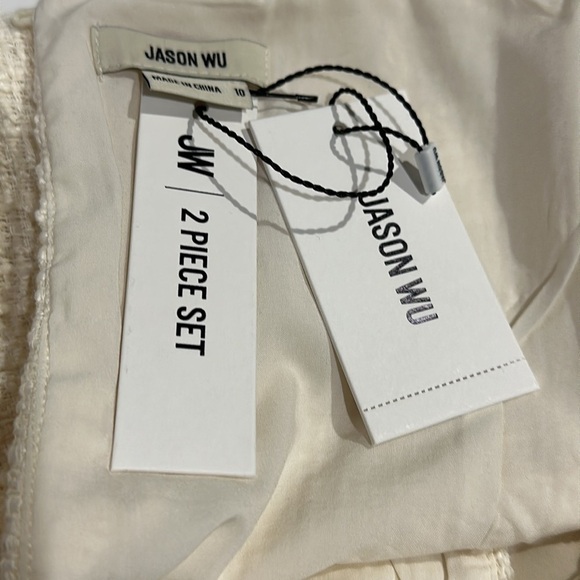 JASON WU
MADE IN CHINA 10
JW | 2 PIECE SET
JASON WU